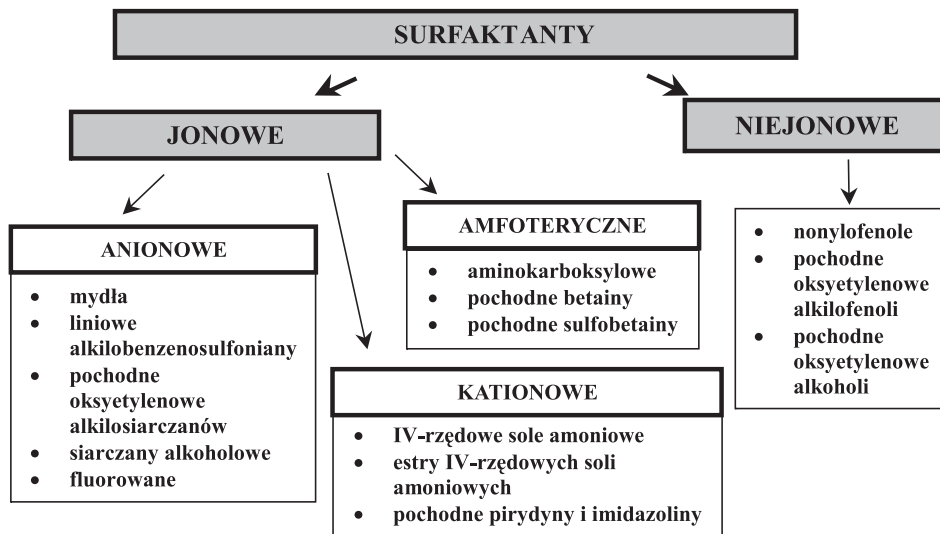 SURFAKTANTY
JONOWE
NIEJONOWE
ANIONOWE
• mydła
• liniowe
alkilobenzenosulfoniany
• pochodne
oksyetylenowe
alkilosiarczanów
• siarczany alkoholowe
• fluorowane
AMFOTERYCZNE
• aminokarboksylowe
• pochodne betainy
• pochodne sulfobetainy
KATIONOWE
• IV-rzędowe sole amoniowe
• estry IV-rzędowych soli
amoniowych
• pochodne pirydyny i imidazoliny
• nonylofenole
• pochodne
oksyetylenowe
alkilofenoli
• pochodne
oksyetylenowe
alkoholi